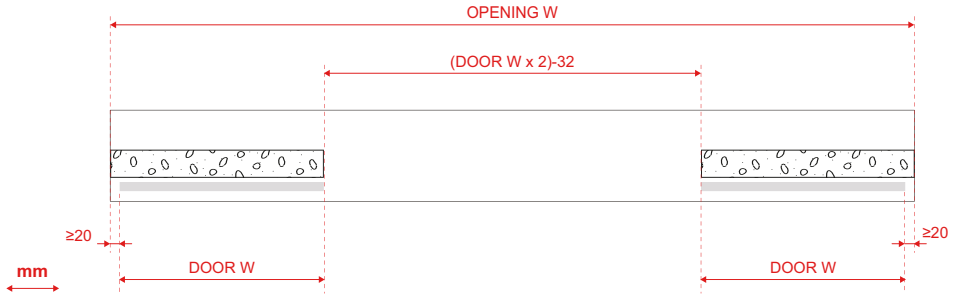 OPENING W
(DOOR W x 2)-32
≥20
≥20
DOOR W
DOOR W
mm